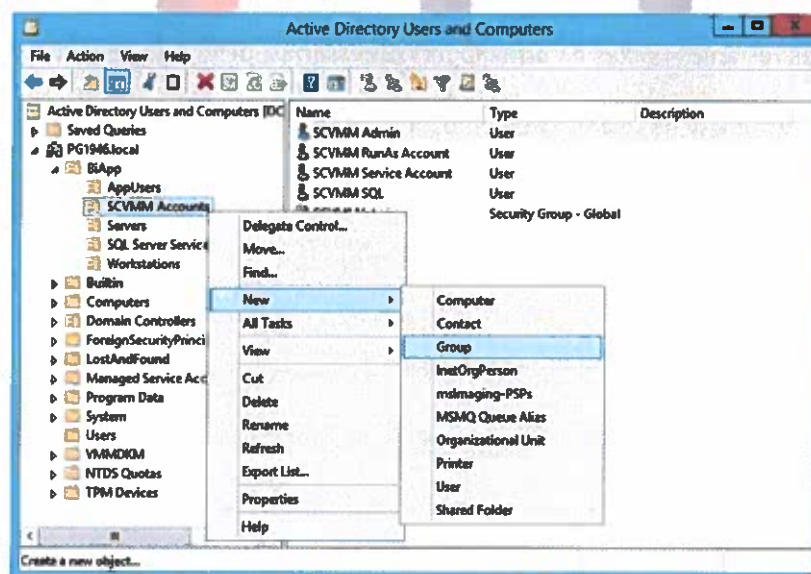 Active Directory Users and Computers
File Action View Help
Active Directory Users and Computers [DC
Saved Queries
PG1946.local
BiApp
AppUsers
SCVMM Accounts
Servers
SQL Server Service
Workstations
Builtin
Computers
Domain Controllers
ForeignSecurityPrinci
LostAndFound
Managed Service Acc
Program Data
System
Users
VMMDKM
NTDS Quotas
TPM Devices
Name Type Description
SCVMM Admin User
SCVMM RunAs Account User
SCVMM Service Account User
SCVMM SQL User
Security Group - Global
Delegate Control...
Move...
Find...
New
All Tasks
View
Cut
Delete
Rename
Refresh
Export List...
Properties
Help
Computer
Contact
Group
InetOrgPerson
msImaging-PSPs
MSMQ Queue Alias
Organizational Unit
Printer
User
Shared Folder
Create a new object...